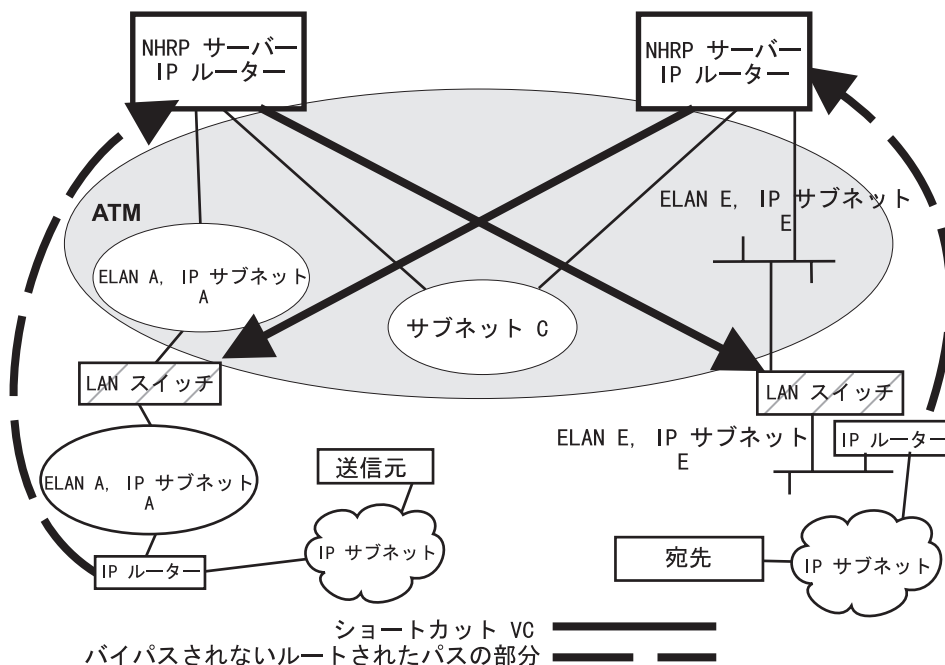 NHRP サーバー
IP ルーター
NHRP サーバー
IP ルーター
ATM
ELAN E, IP サブネット
E
ELAN A, IP サブネット
A
サブネット C
LAN スイッチ
LAN スイッチ
ELAN E, IP サブネット
E
IP ルーター
ELAN A, IP サブネット
A
送信元
IP サブネット
IP ルーター
宛先
IP サブネット
ショートカット VC
バイパスされないルートされたパスの部分